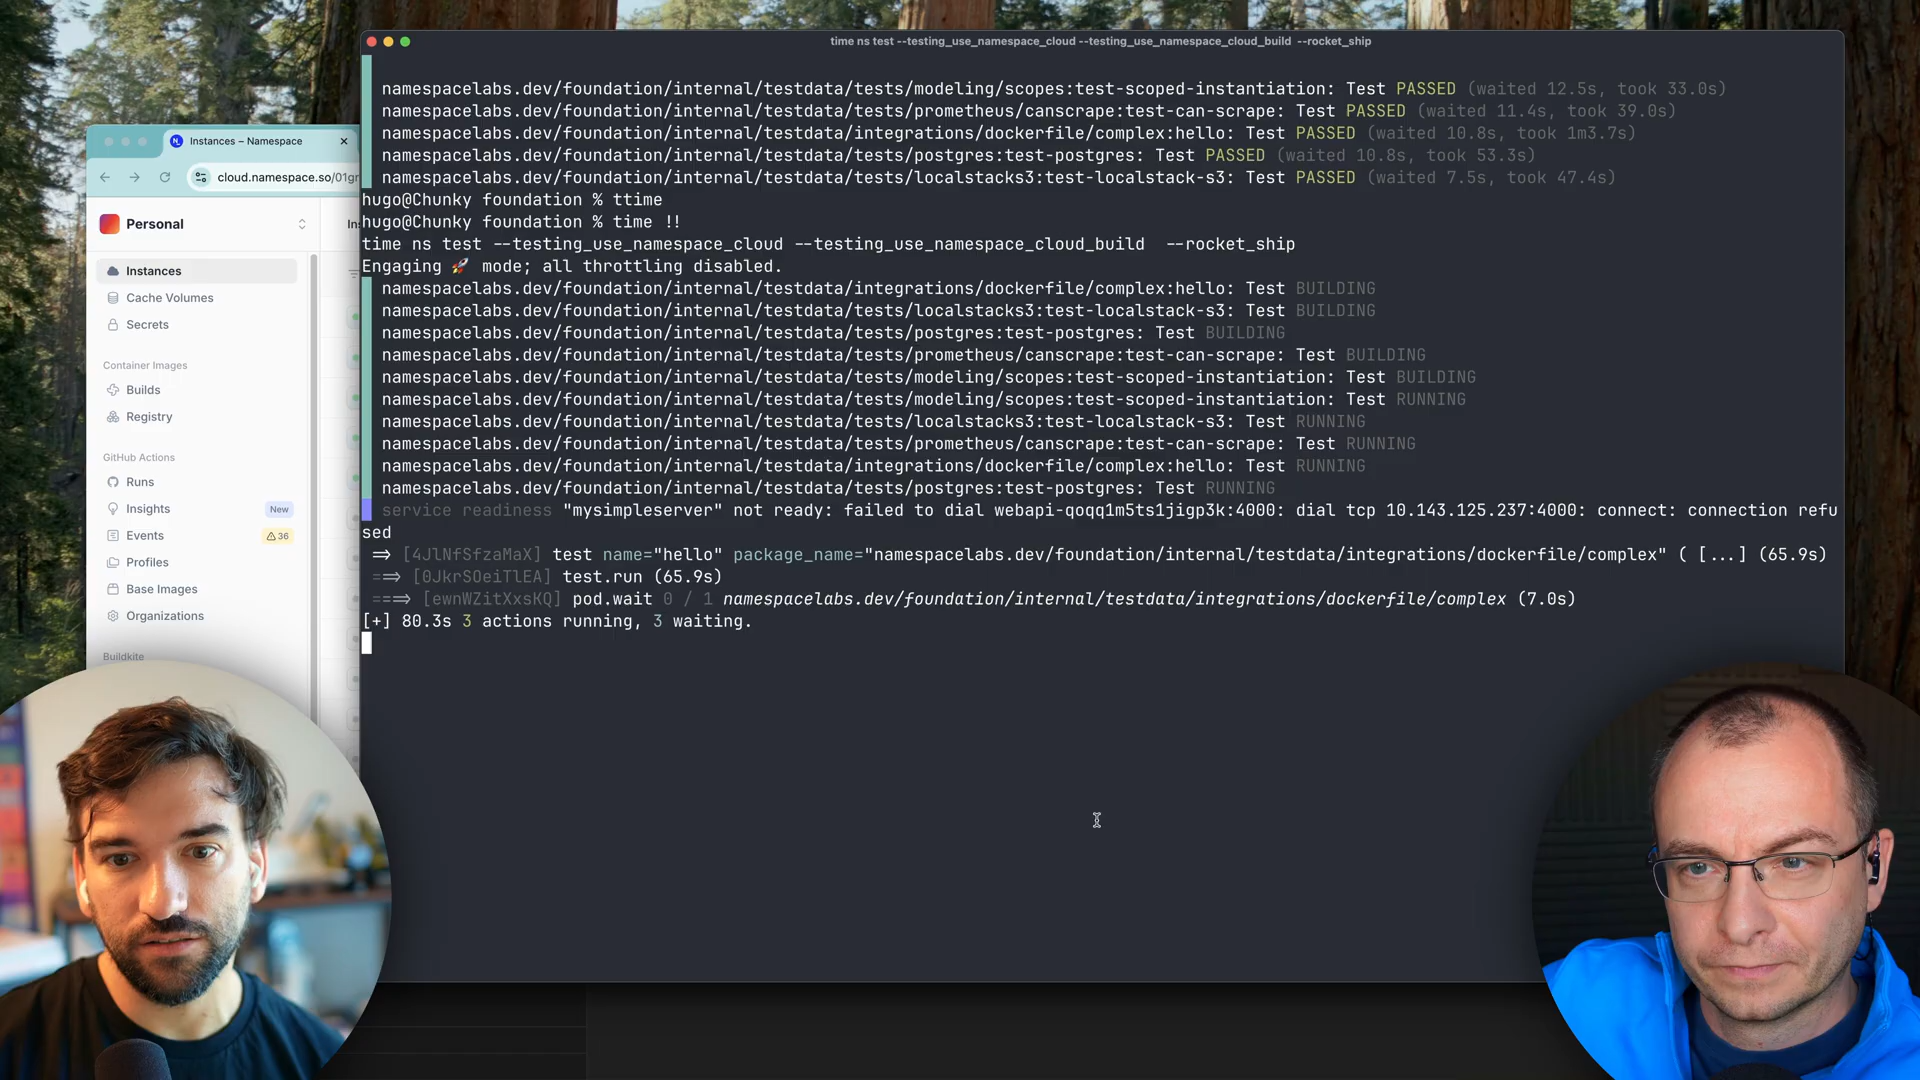 time ns test --testing_use_namespace_cloud --testing_use_namespace_cloud_build --rocket_ship
namespacelabs.dev/foundation/internal/testdata/tests/modeling/scopes:test-scoped-instantiation: Test PASSED (waited 12.5s, took 33.0s)
namespacelabs.dev/foundation/internal/testdata/tests/prometheus/canscrape:test-can-scrape: Test PASSED (waited 11.4s, took 39.0s)
namespacelabs.dev/foundation/internal/testdata/integrations/dockerfile/complex:hello: Test PASSED (waited 10.8s, took 1m3.7s)
namespacelabs.dev/foundation/internal/testdata/tests/postgres:test-postgres: Test PASSED (waited 10.8s, took 53.3s)
namespacelabs.dev/foundation/internal/testdata/tests/localstacks3:test-localstack-s3: Test PASSED (waited 7.5s, took 47.4s)
hugo@Chunky foundation % ttime
hugo@Chunky foundation % time !!
time ns test --testing_use_namespace_cloud --testing_use_namespace_cloud_build  --rocket_ship
Engaging 🚀 mode; all throttling disabled.
namespacelabs.dev/foundation/internal/testdata/integrations/dockerfile/complex:hello: Test BUILDING
namespacelabs.dev/foundation/internal/testdata/tests/localstacks3:test-localstack-s3: Test BUILDING
namespacelabs.dev/foundation/internal/testdata/tests/postgres:test-postgres: Test BUILDING
namespacelabs.dev/foundation/internal/testdata/tests/prometheus/canscrape:test-can-scrape: Test BUILDING
namespacelabs.dev/foundation/internal/testdata/tests/modeling/scopes:test-scoped-instantiation: Test BUILDING
namespacelabs.dev/foundation/internal/testdata/tests/modeling/scopes:test-scoped-instantiation: Test RUNNING
namespacelabs.dev/foundation/internal/testdata/tests/localstacks3:test-localstack-s3: Test RUNNING
namespacelabs.dev/foundation/internal/testdata/tests/prometheus/canscrape:test-can-scrape: Test RUNNING
namespacelabs.dev/foundation/internal/testdata/integrations/dockerfile/complex:hello: Test RUNNING
namespacelabs.dev/foundation/internal/testdata/tests/postgres:test-postgres: Test RUNNING
service readiness "mysimpleserver" not ready: failed to dial webapi-qoqq1m5ts1jigp3k:4000: dial tcp 10.143.125.237:4000: connect: connection refu
sed
=> [4JlNfSfzaMaX] test name="hello" package_name="namespacelabs.dev/foundation/internal/testdata/integrations/dockerfile/complex" ( [...] (65.9s)
==> [0JkrSOeiTlEA] test.run (65.9s)
===> [ewnWZitXxsKQ] pod.wait 0 / 1 namespacelabs.dev/foundation/internal/testdata/integrations/dockerfile/complex (7.0s)
[+] 80.3s 3 actions running, 3 waiting.
Instances – Namespace
cloud.namespace.so/01gr
Personal
Ins
Instances
Cache Volumes
Secrets
Container Images
Builds
Registry
GitHub Actions
Runs
Insights New
Events 36
Profiles
Base Images
Organizations
Buildkite